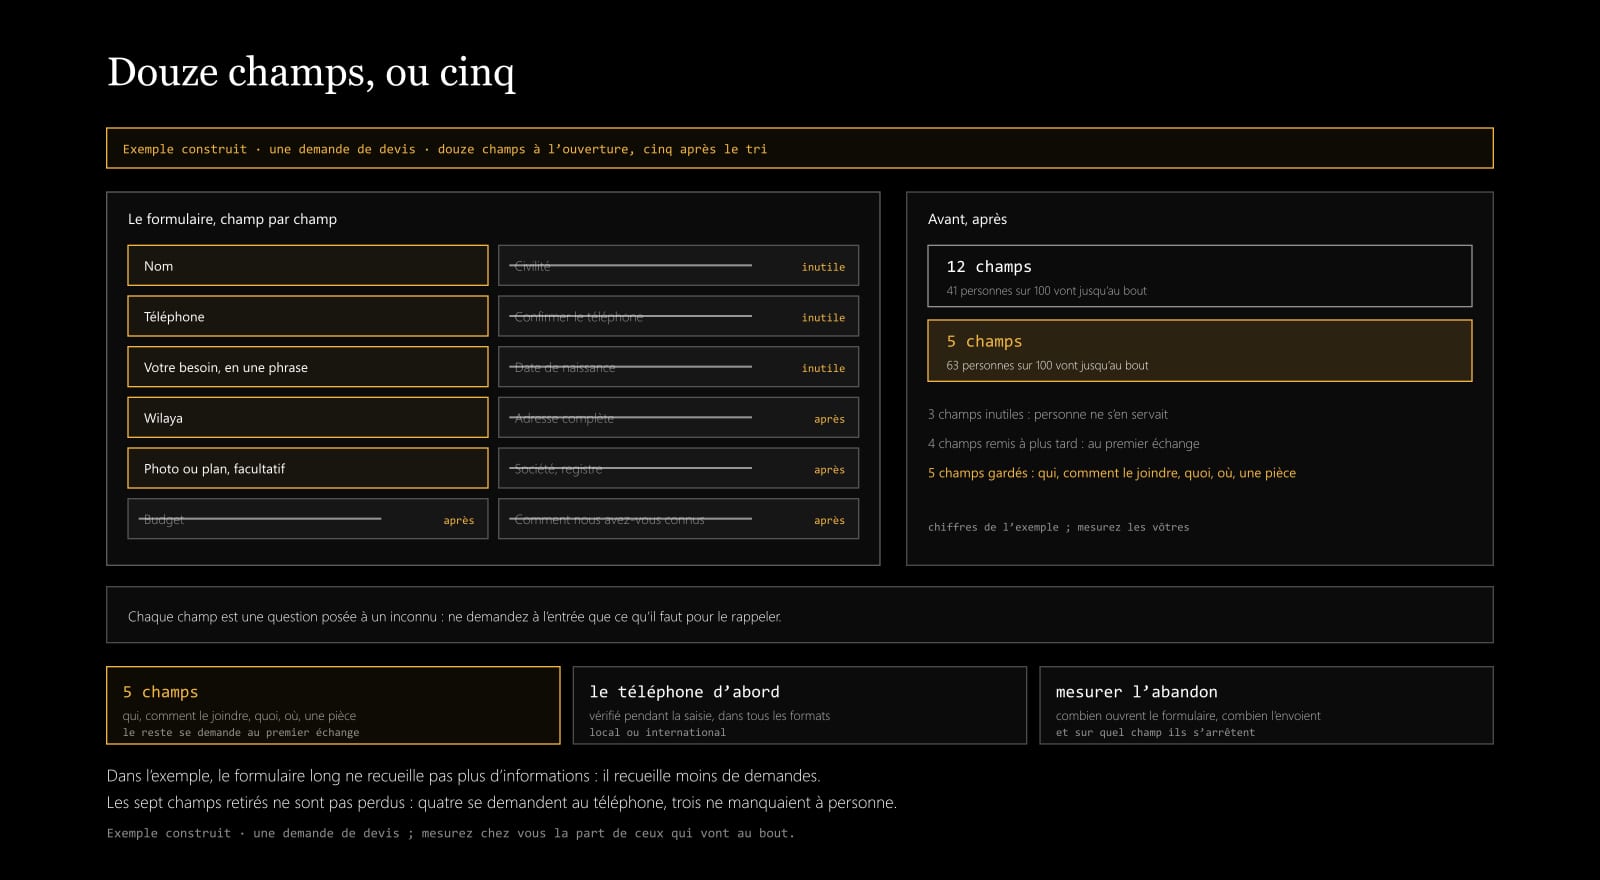 Douze champs, ou cinq
Exemple construit · une demande de devis · douze champs à l’ouverture, cinq après le tri
Le formulaire, champ par champ
Nom
Civilité
inutile
Téléphone
Confirmer le téléphone
inutile
Votre besoin, en une phrase
Date de naissance
inutile
Wilaya
Adresse complète
après
Photo ou plan, facultatif
Société, registre
après
Budget
après
Comment nous avez-vous connus
après
Avant, après
12 champs
41 personnes sur 100 vont jusqu’au bout
5 champs
63 personnes sur 100 vont jusqu’au bout
3 champs inutiles : personne ne s’en servait
4 champs remis à plus tard : au premier échange
5 champs gardés : qui, comment le joindre, quoi, où, une pièce
chiffres de l’exemple ; mesurez les vôtres
Chaque champ est une question posée à un inconnu : ne demandez à l’entrée que ce qu’il faut pour le rappeler.
5 champs
qui, comment le joindre, quoi, où, une pièce
le reste se demande au premier échange
le téléphone d’abord
vérifié pendant la saisie, dans tous les formats
local ou international
mesurer l’abandon
combien ouvrent le formulaire, combien l’envoient
et sur quel champ ils s’arrêtent
Dans l’exemple, le formulaire long ne recueille pas plus d’informations : il recueille moins de demandes.
Les sept champs retirés ne sont pas perdus : quatre se demandent au téléphone, trois ne manquaient à personne.
Exemple construit · une demande de devis ; mesurez chez vous la part de ceux qui vont au bout.